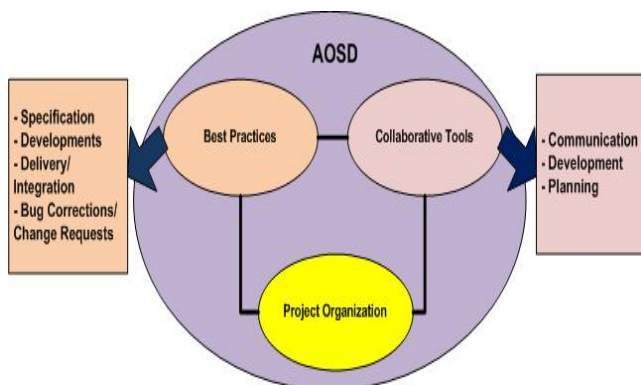 AOSD
- Specification
- Developments
- Delivery/
Integration
- Bug Corrections/
Change Requests
Best Practices
Collaborative Tools
- Communication
- Development
- Planning
Project Organization